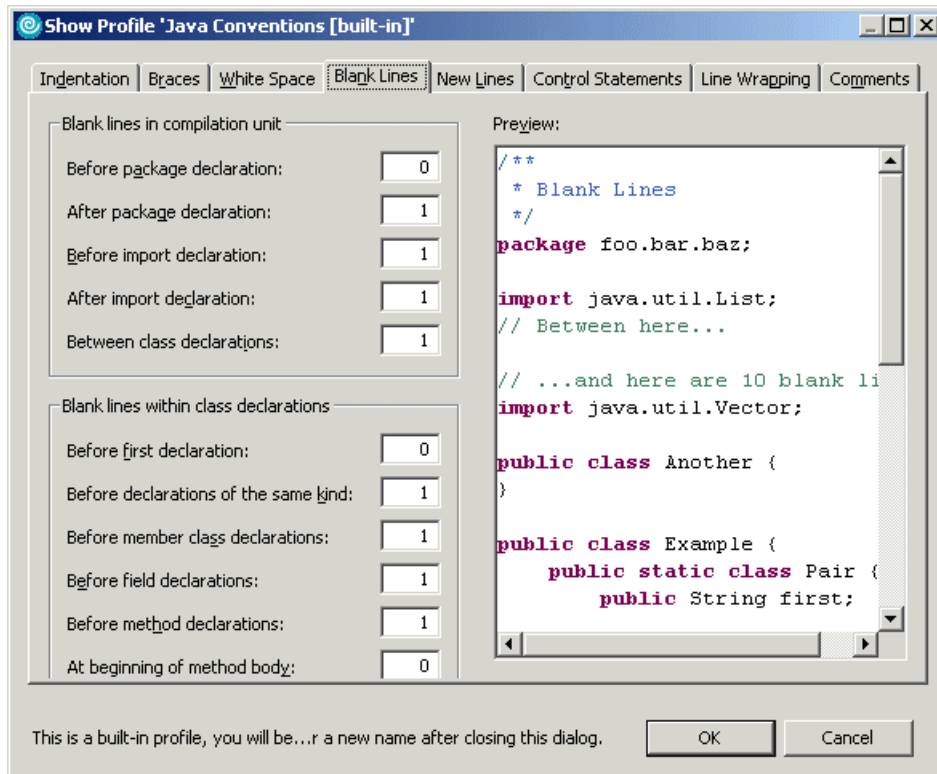 Show Profile 'Java Conventions [built-in]'
Indentation Braces White Space Blank Lines New Lines Control Statements Line Wrapping Comments
Blank lines in compilation unit
Before package declaration: 0
After package declaration: 1
Before import declaration: 1
After import declaration: 1
Between class declarations: 1
Blank lines within class declarations
Before first declaration: 0
Before declarations of the same kind: 1
Before member class declarations: 1
Before field declarations: 1
Before method declarations: 1
At beginning of method body: 0
Preview:
/**
 * Blank Lines
 */
package foo.bar.baz;
import java.util.List;
// Between here...
// ...and here are 10 blank li
import java.util.Vector;
public class Another {
}
public class Example {
public static class Pair {
public String first;
This is a built-in profile, you will be...r a new name after closing this dialog.
OK
Cancel